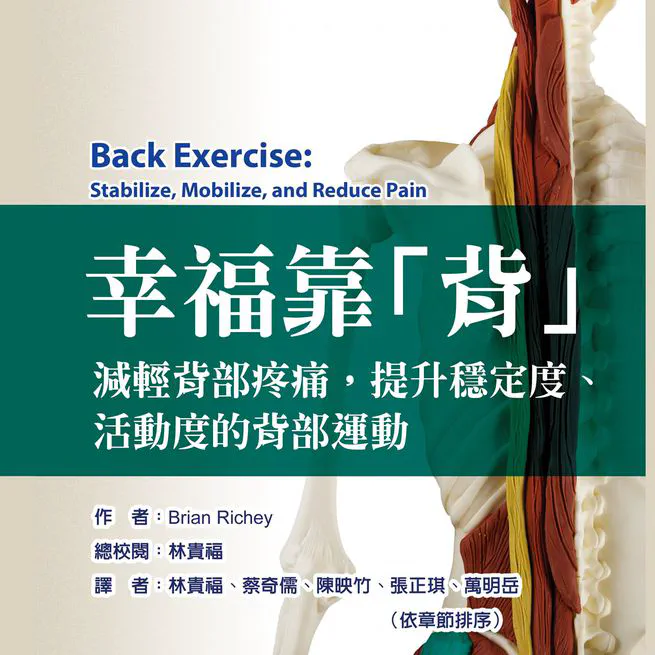 Back Exercise:
Stabilize, Mobilize, and Reduce Pain
幸福靠「背」
減輕背部疼痛，提升穩定度、
活動度的背部運動
作　者：Brian Richey
總校閱：林貴福
譯　者：林貴福、蔡奇儒、陳映竹、張正琪、萬明岳
（依章節排序）